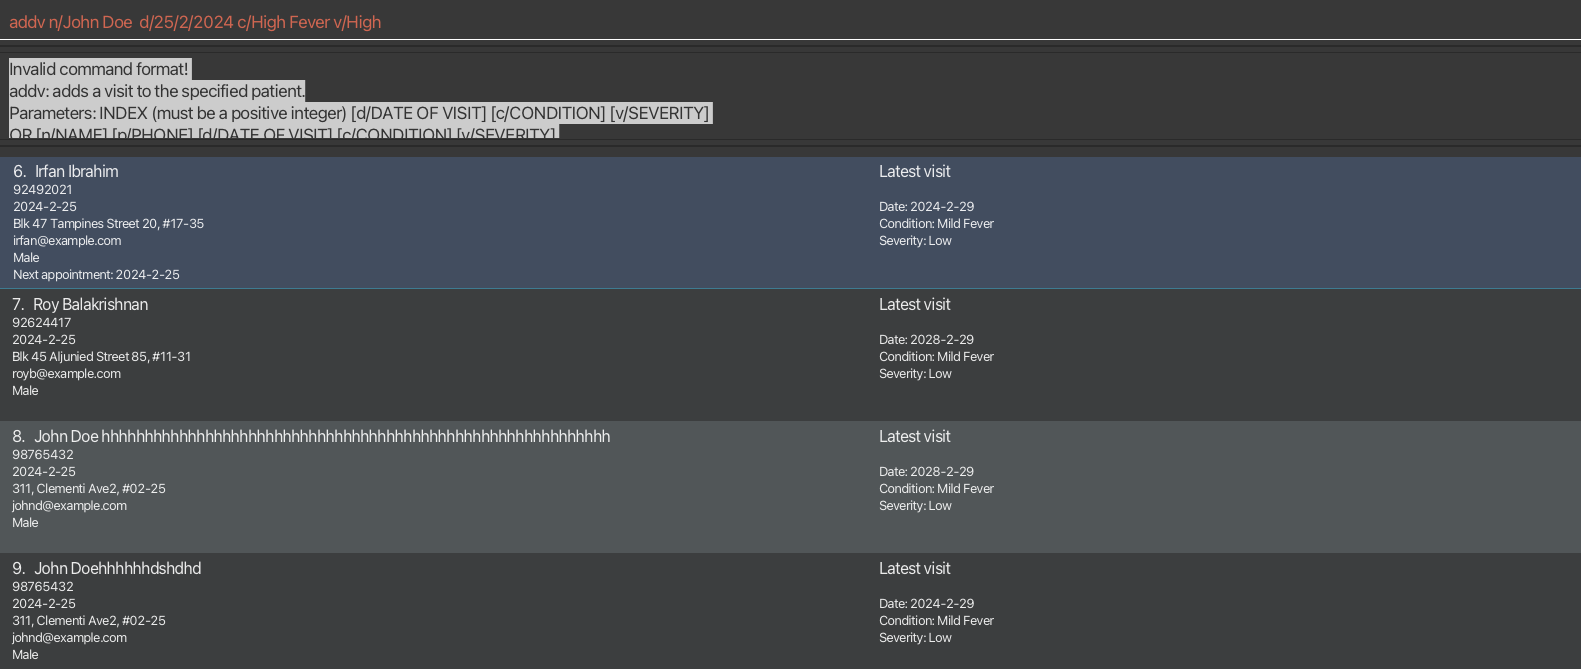 addv n/John Doe  d/25/2/2024 c/High Fever v/High
Invalid command format!
addv: adds a visit to the specified patient.
Parameters: INDEX (must be a positive integer) [d/DATE OF VISIT] [c/CONDITION] [v/SEVERITY]
OR [n/NAME] [p/PHONE] [d/DATE OF VISIT] [c/CONDITION] [v/SEVERITY]
6. Irfan Ibrahim
92492021
2024-2-25
Blk 47 Tampines Street 20, #17-35
irfan@example.com
Male
Next appointment: 2024-2-25
Latest visit
Date: 2024-2-29
Condition: Mild Fever
Severity: Low
7. Roy Balakrishnan
92624417
2024-2-25
Blk 45 Aljunied Street 85, #11-31
royb@example.com
Male
Latest visit
Date: 2028-2-29
Condition: Mild Fever
Severity: Low
8. John Doe hhhhhhhhhhhhhhhhhhhhhhhhhhhhhhhhhhhhhhhhhhhhhhhhhhhhhhhhhhh
98765432
2024-2-25
311, Clementi Ave2, #02-25
johnd@example.com
Male
Latest visit
Date: 2028-2-29
Condition: Mild Fever
Severity: Low
9. John Doehhhhhhdshdhd
98765432
2024-2-25
311, Clementi Ave2, #02-25
johnd@example.com
Male
Latest visit
Date: 2024-2-29
Condition: Mild Fever
Severity: Low